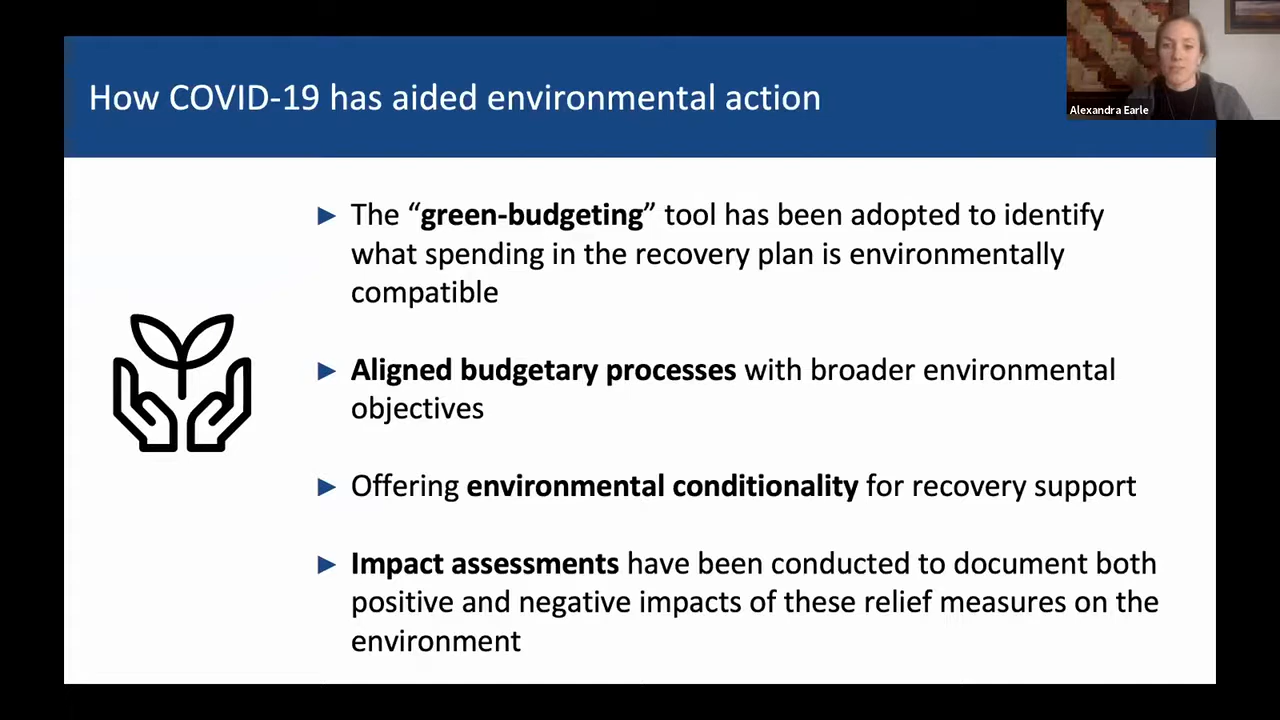 How COVID-19 has aided environmental action
Alexandra Earle
► The “green-budgeting” tool has been adopted to identify
what spending in the recovery plan is environmentally
compatible
► Aligned budgetary processes with broader environmental
objectives
► Offering environmental conditionality for recovery support
► Impact assessments have been conducted to document both
positive and negative impacts of these relief measures on the
environment